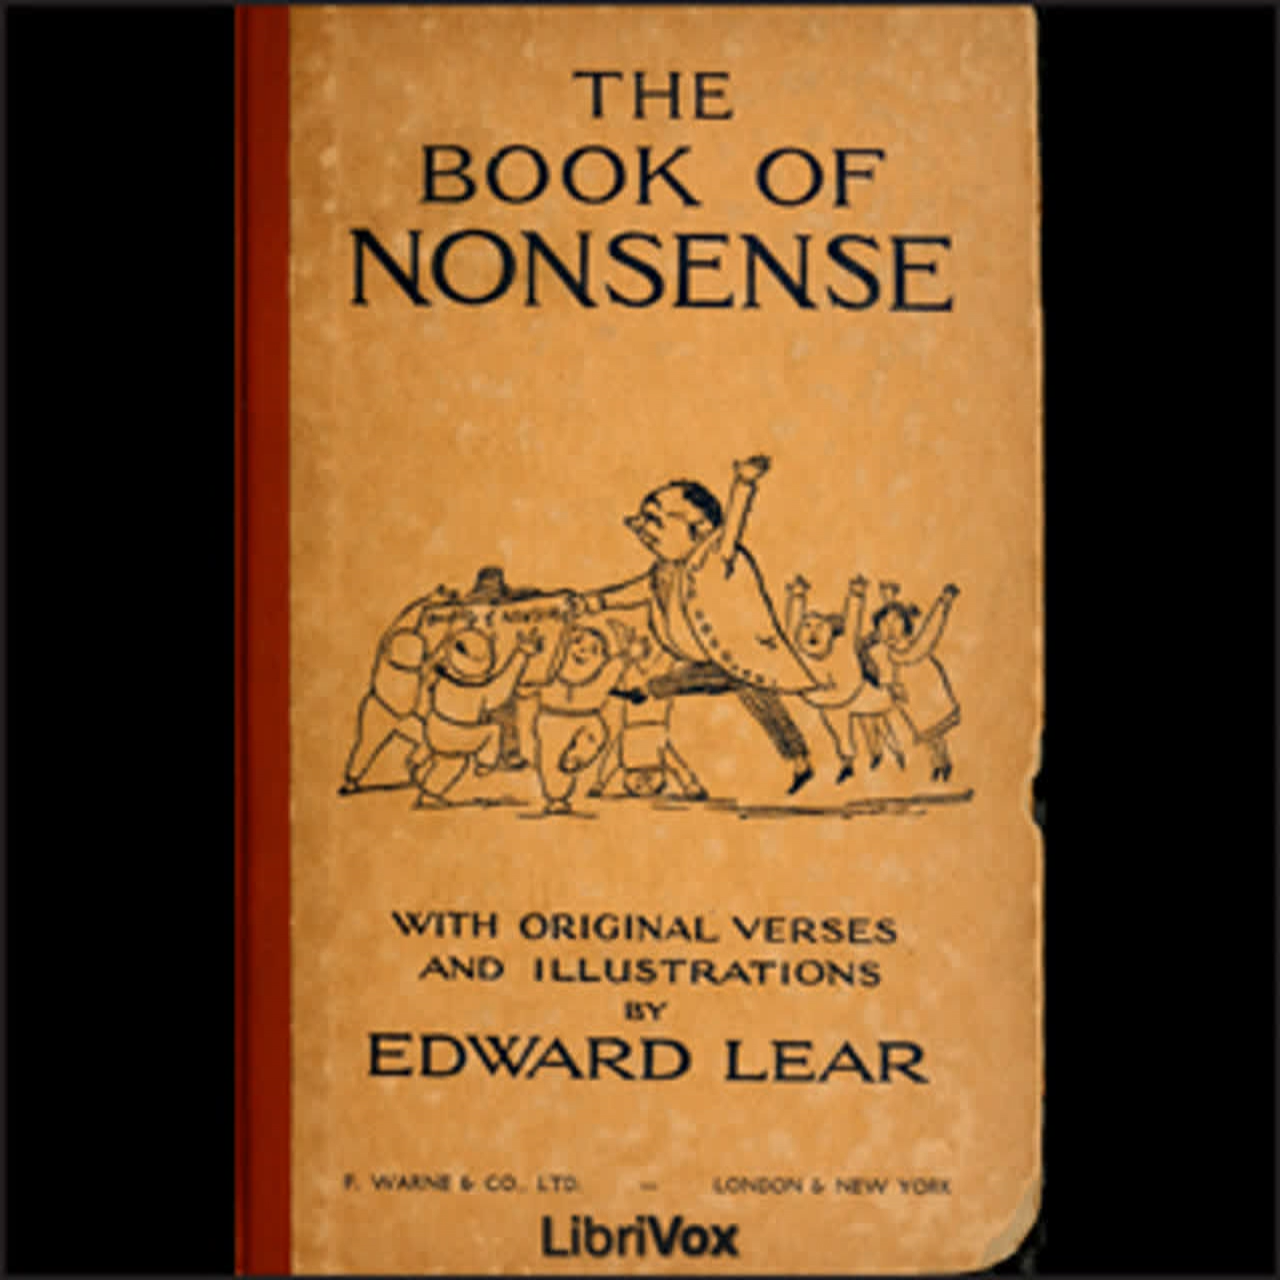 THE
BOOK OF
NONSENSE
WITH ORIGINAL VERSES
AND ILLUSTRATIONS
BY
EDWARD LEAR
F. WARNE & CO., LTD. — LONDON & NEW YORK
LibriVox